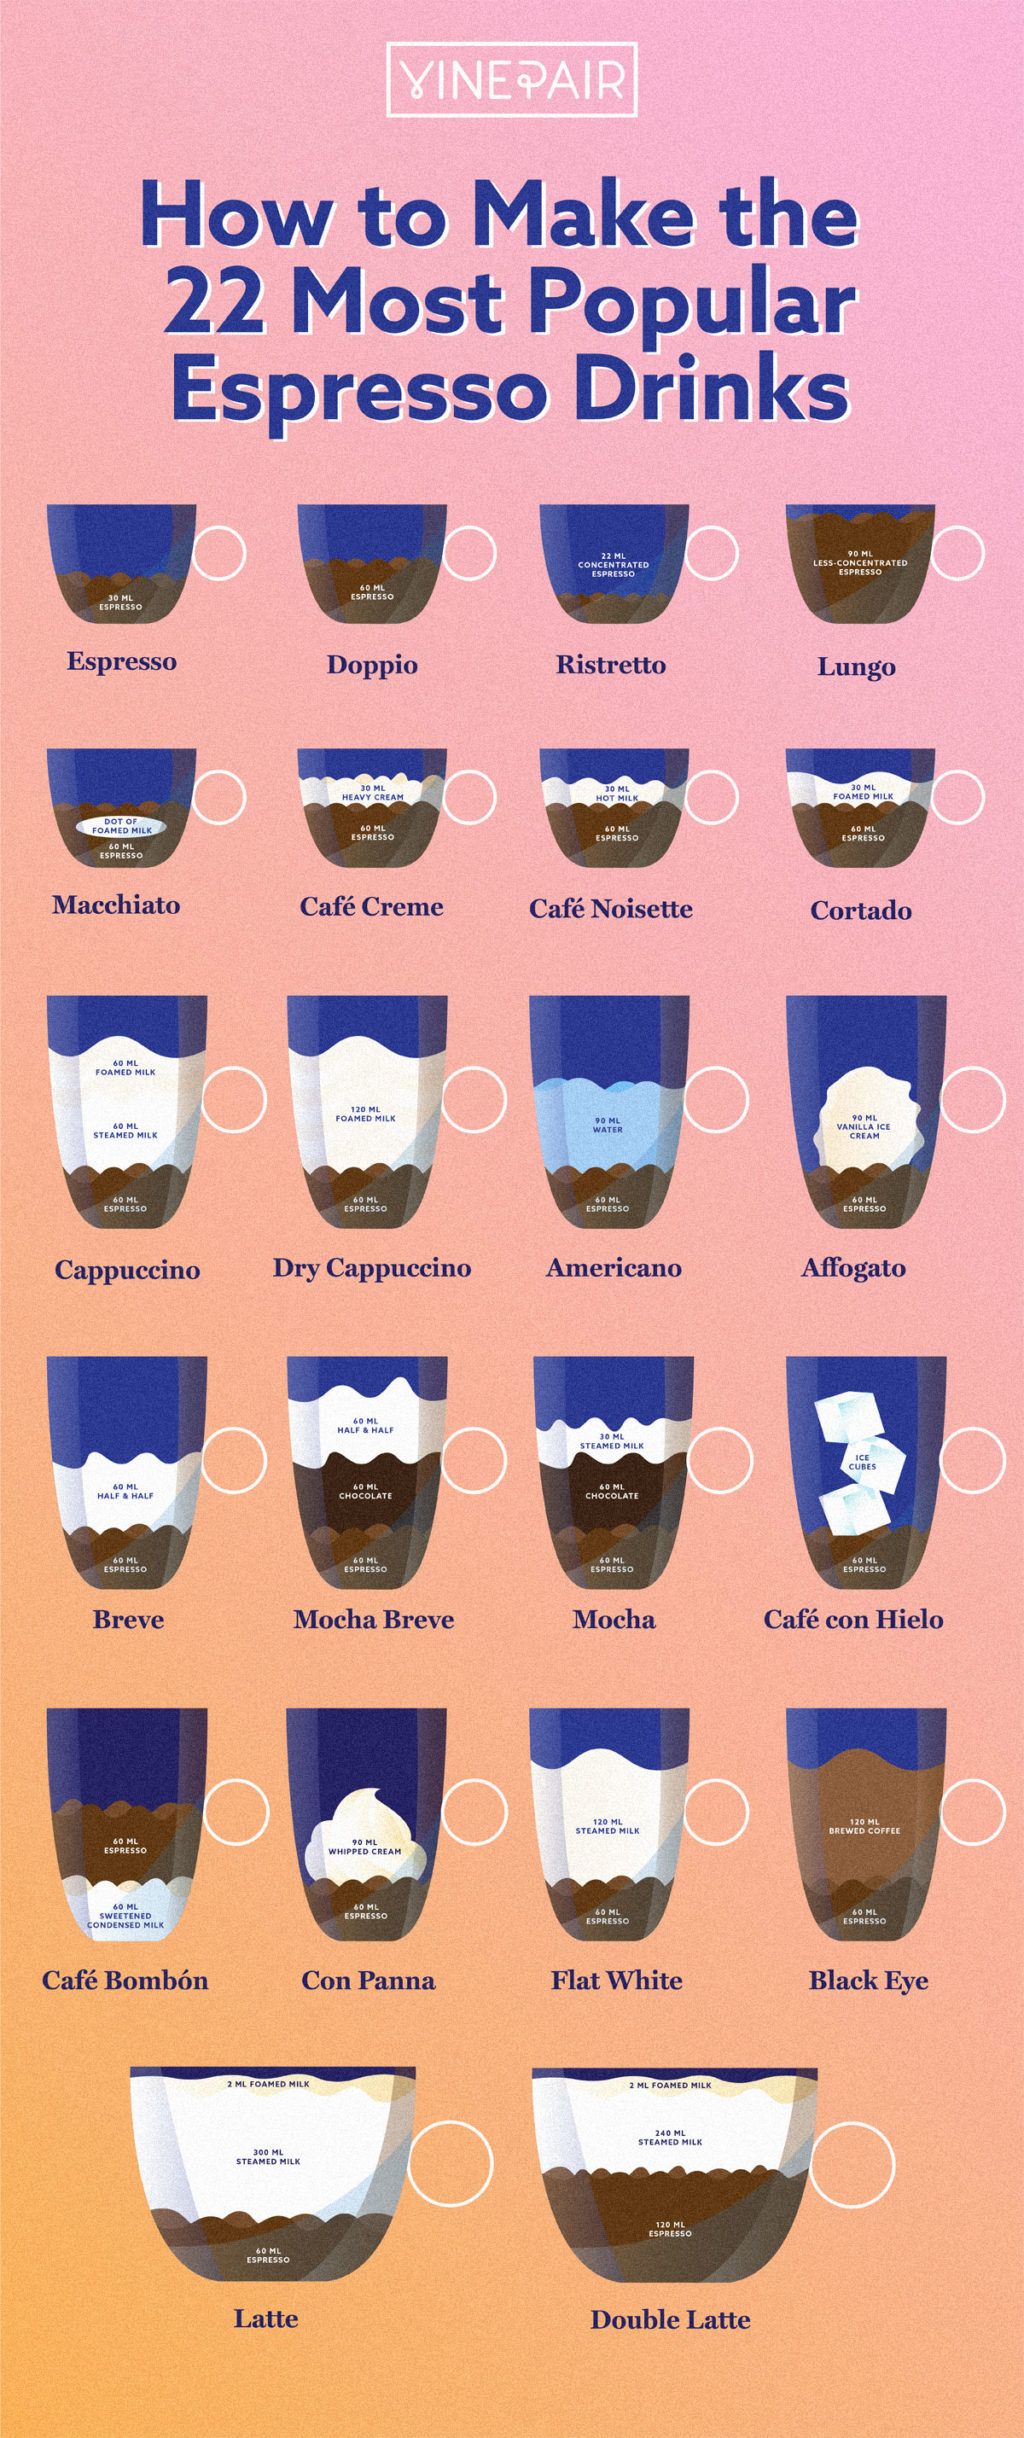 VINEPAIR
How to Make the
22 Most Popular
Espresso Drinks
30 ML
ESPRESSO
Espresso
60 ML
ESPRESSO
Doppio
22 ML
CONCENTRATED
ESPRESSO
Ristretto
90 ML
LESS-CONCENTRATED
ESPRESSO
Lungo
DOT OF
FOAMED MILK
60 ML
ESPRESSO
Macchiato
30 ML
HEAVY CREAM
60 ML
ESPRESSO
Café Creme
30 ML
HOT MILK
60 ML
ESPRESSO
Café Noisette
30 ML
FOAMED MILK
60 ML
ESPRESSO
Cortado
60 ML
FOAMED MILK
60 ML
STEAMED MILK
60 ML
ESPRESSO
Cappuccino
120 ML
FOAMED MILK
60 ML
ESPRESSO
Dry Cappuccino
90 ML
WATER
60 ML
ESPRESSO
Americano
90 ML
VANILLA ICE
CREAM
60 ML
ESPRESSO
Affogato
60 ML
HALF & HALF
60 ML
ESPRESSO
Breve
60 ML
HALF & HALF
60 ML
CHOCOLATE
60 ML
ESPRESSO
Mocha Breve
30 ML
STEAMED MILK
60 ML
CHOCOLATE
60 ML
ESPRESSO
Mocha
ICE
CUBES
60 ML
ESPRESSO
Café con Hielo
60 ML
ESPRESSO
60 ML
SWEETENED
CONDENSED MILK
Café Bombón
90 ML
WHIPPED CREAM
60 ML
ESPRESSO
Con Panna
120 ML
STEAMED MILK
60 ML
ESPRESSO
Flat White
120 ML
BREWED COFFEE
60 ML
ESPRESSO
Black Eye
2 ML FOAMED MILK
300 ML
STEAMED MILK
60 ML
ESPRESSO
Latte
2 ML FOAMED MILK
240 ML
STEAMED MILK
120 ML
ESPRESSO
Double Latte